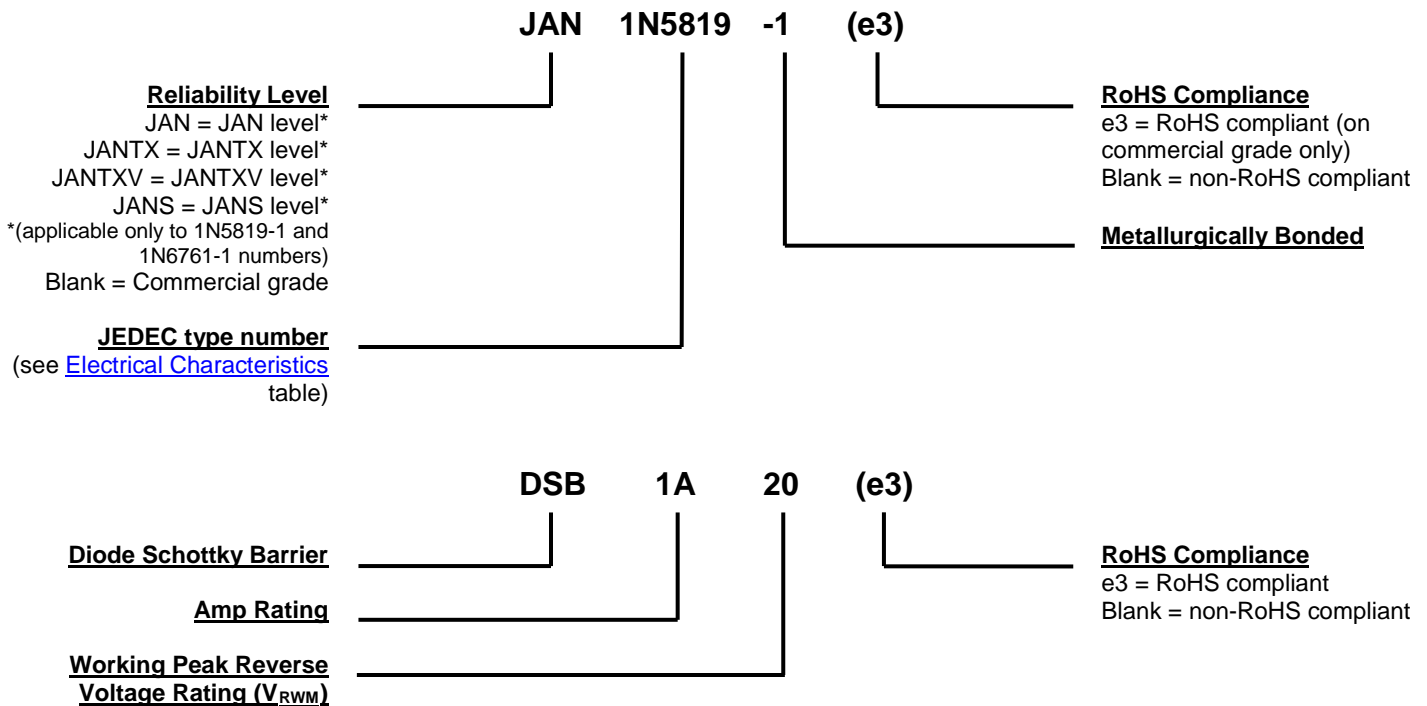 JAN 1N5819 -1 (e3)
Reliability Level
JAN = JAN level*
JANTX = JANTX level*
JANTXV = JANTXV level*
JANS = JANS level*
*(applicable only to 1N5819-1 and
1N6761-1 numbers)
Blank = Commercial grade
JEDEC type number
(see Electrical Characteristics
table)
RoHS Compliance
e3 = RoHS compliant (on
commercial grade only)
Blank = non-RoHS compliant
Metallurgically Bonded
DSB 1A 20 (e3)
Diode Schottky Barrier
Amp Rating
Working Peak Reverse
Voltage Rating (VRWM)
RoHS Compliance
e3 = RoHS compliant
Blank = non-RoHS compliant